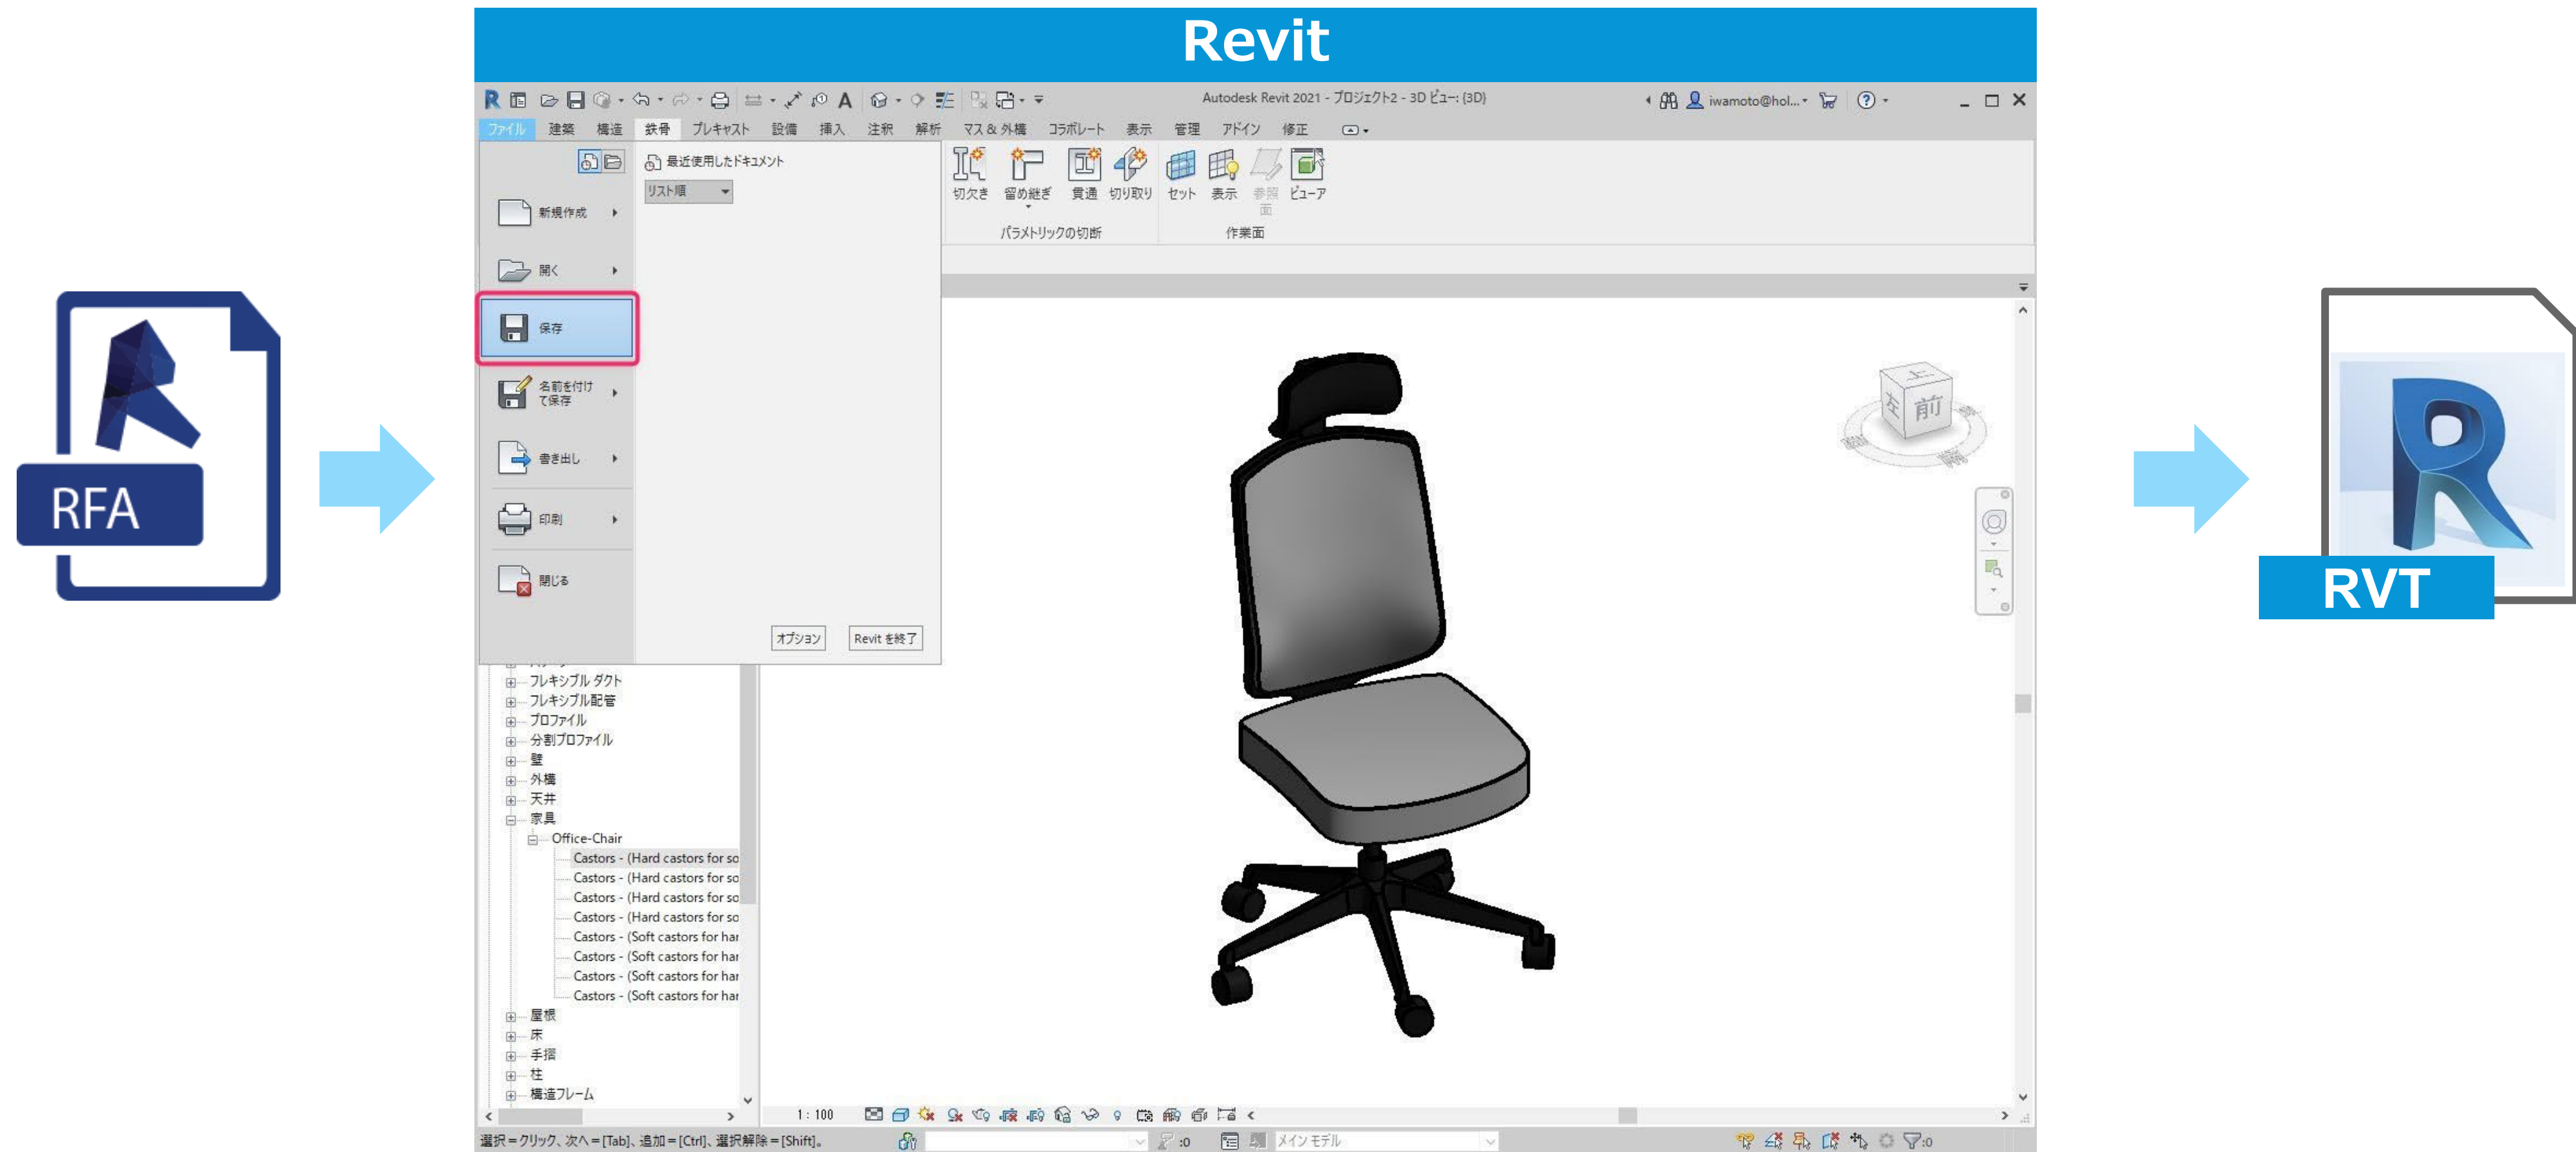 Revit
Autodesk Revit 2021 - プロジェクト2 - 3D ビュー: {3D}
iwamoto@hol...
ファイル 建築 構造 鉄骨 プレキャスト 設備 挿入 注釈 解析 マス & 外構 コラボレート 表示 管理 アドイン 修正
最近使用したドキュメント
リスト順
新規作成
開く
保存
名前を付け
て保存
書き出し
印刷
閉じる
オプション Revit を終了
切欠き 留め継ぎ 貫通 切り取り セット 表示 参照
面 ビューア
パラメトリックの切断 作業面
RFA
上
左 前
RVT
フレキシブル ダクト
フレキシブル配管
プロファイル
分割プロファイル
壁
外構
天井
家具
Office-Chair
Castors - (Hard castors for so
Castors - (Hard castors for so
Castors - (Hard castors for so
Castors - (Hard castors for so
Castors - (Soft castors for har
Castors - (Soft castors for har
Castors - (Soft castors for har
Castors - (Soft castors for har
屋根
床
手摺
柱
構造フレーム
1 : 100
選択 = クリック、次へ = [Tab]、追加 = [Ctrl]、選択解除 = [Shift]。
:0
メイン モデル
:0